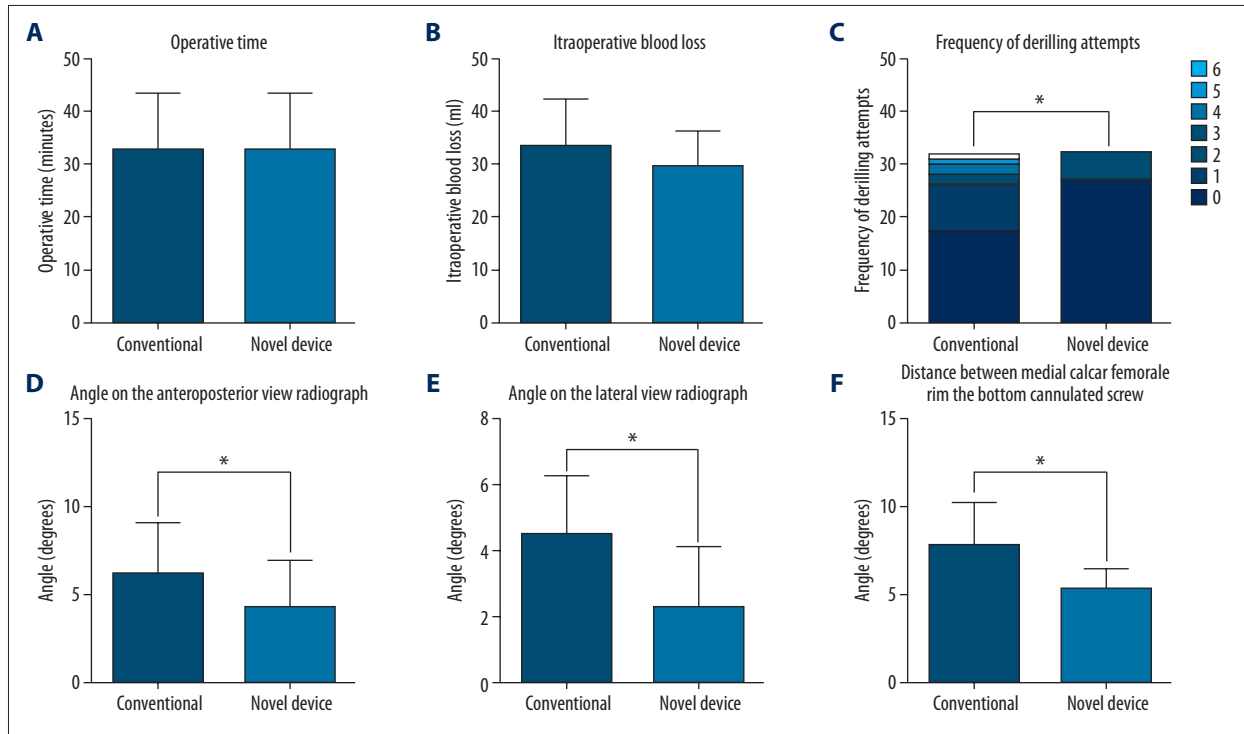 A
Operative time
Operative time (minutes)
50
40
30
20
10
0
Conventional
Novel device
B
Itraoperative blood loss
Itraoperative blood loss (ml)
50
40
30
20
10
0
Conventional
Novel device
C
Frequency of derilling attempts
Frequency of derilling attempts
50
40
30
20
10
0
*
Conventional
Novel device
6
5
4
3
2
1
0
D
Angle on the anteroposterior view radiograph
Angle (degrees)
15
10
5
0
*
Conventional
Novel device
E
Angle on the lateral view radiograph
Angle (degrees)
8
6
4
2
0
*
Conventional
Novel device
F
Distance between medial calcar femorale
rim the bottom cannulated screw
Angle (degrees)
15
10
5
0
*
Conventional
Novel device